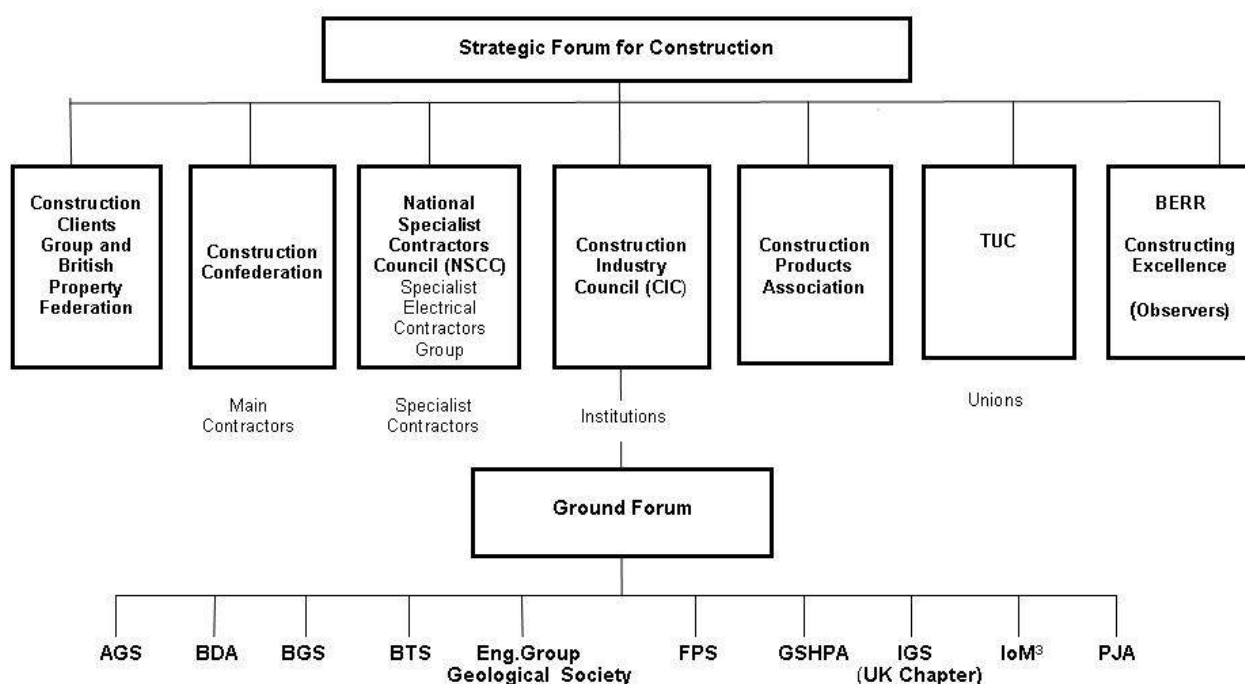 Strategic Forum for Construction
Construction
Clients
Group and
British
Property
Federation
Construction
Confederation
National
Specialist
Contractors
Council (NSCC)
Specialist
Electrical
Contractors
Group
Construction
Industry
Council (CIC)
Construction
Products
Association
TUC
BERR
Constructing
Excellence
(Observers)
Main
Contractors
Specialist
Contractors
Institutions
Unions
Ground Forum
AGS
BDA
BGS
BTS
Eng.Group
Geological Society
FPS
GSHPA
IGS
(UK Chapter)
IoM³
PJA